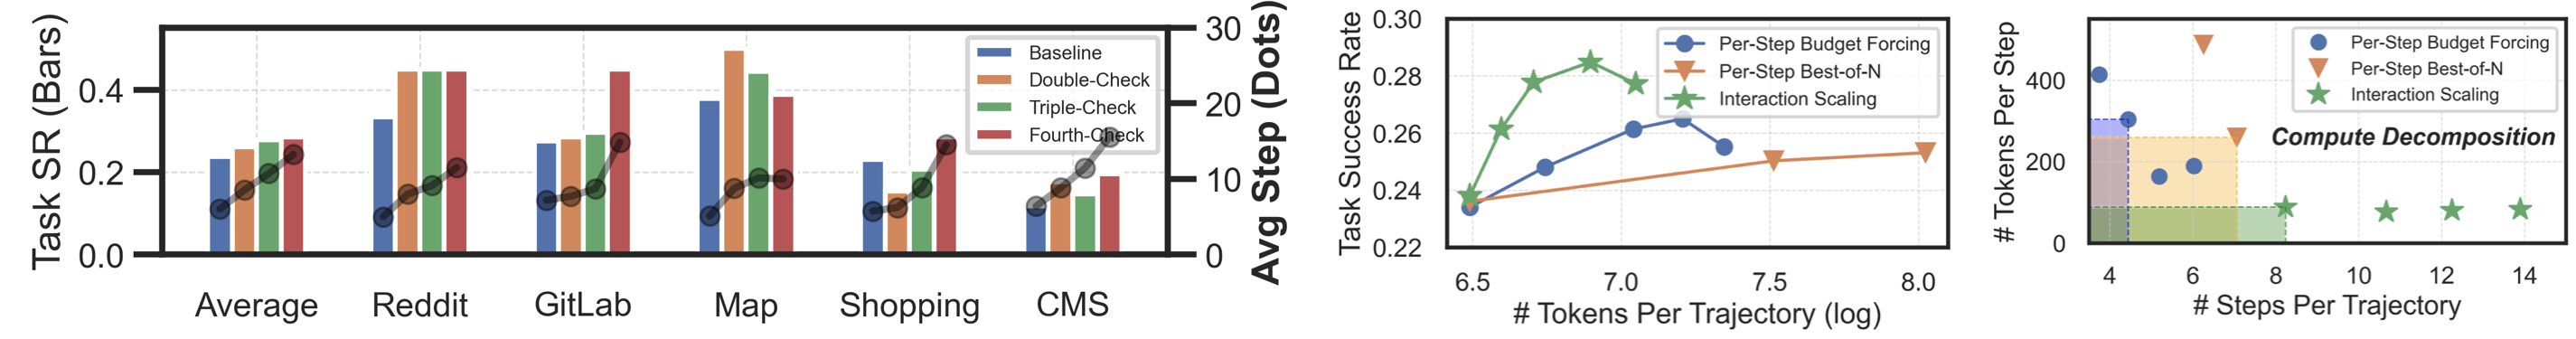 Task SR (Bars)
0.4
0.2
0.0
30
20
10
0
Avg Step (Dots)
Baseline
Double-Check
Triple-Check
Fourth-Check
Average Reddit GitLab Map Shopping CMS
Task Success Rate
0.30
0.28
0.26
0.24
0.22
Per-Step Budget Forcing
Per-Step Best-of-N
Interaction Scaling
6.5 7.0 7.5 8.0
# Tokens Per Trajectory (log)
# Tokens Per Step
400
200
0
Per-Step Budget Forcing
Per-Step Best-of-N
Interaction Scaling
Compute Decomposition
4 6 8 10 12 14
# Steps Per Trajectory